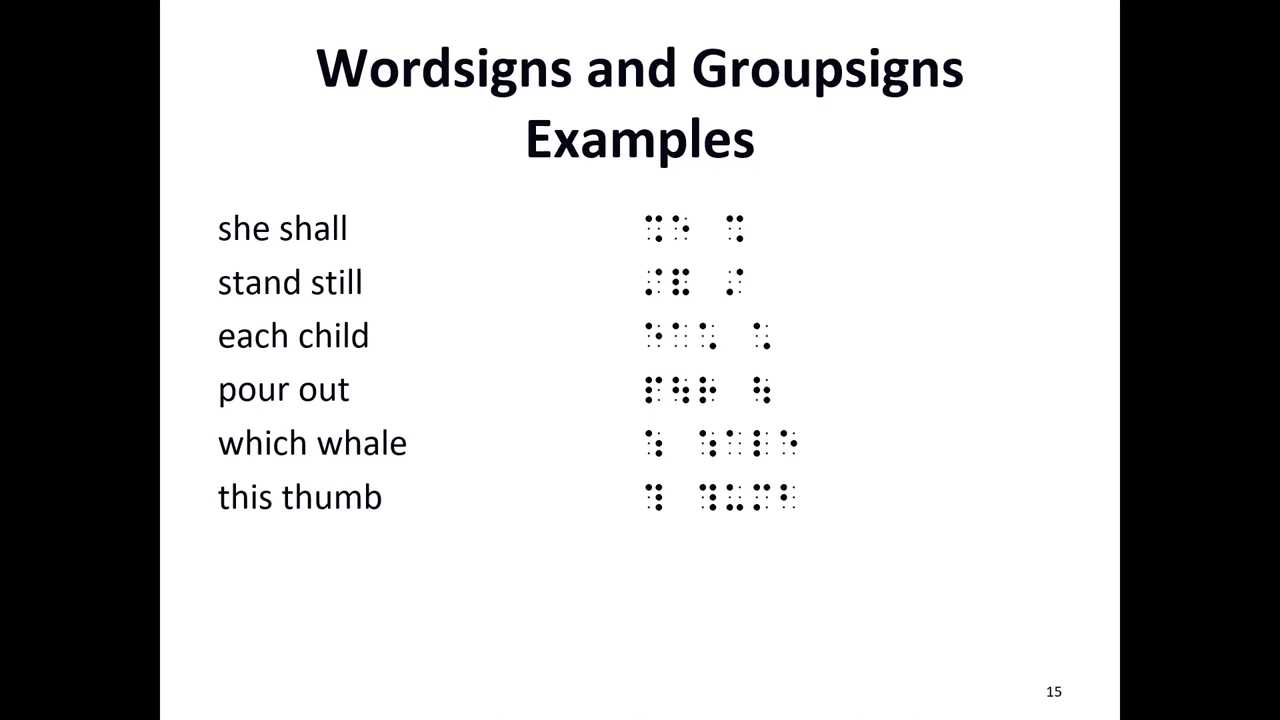 Wordsigns and Groupsigns
Examples
she shall ⠩⠑ ⠩
stand still ⠌⠯ ⠌
each child ⠑⠁⠡ ⠡
pour out ⠏⠳⠗ ⠳
which whale ⠱ ⠱⠁⠇⠑
this thumb ⠹ ⠹⠥⠍⠃
15